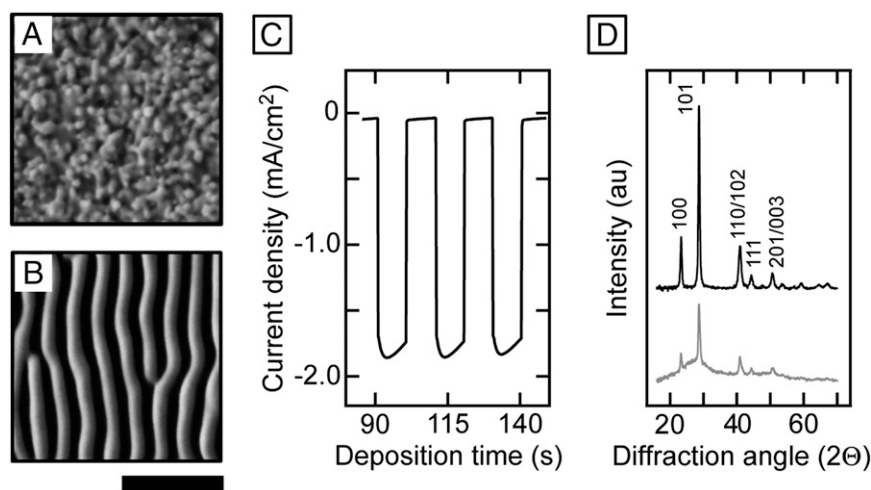 A
B
C
Current density (mA/cm²)
0
-1.0
-2.0
90
115
140
Deposition time (s)
D
Intensity (au)
100
101
110/102
111
201/003
20
40
60
Diffraction angle (2Θ)